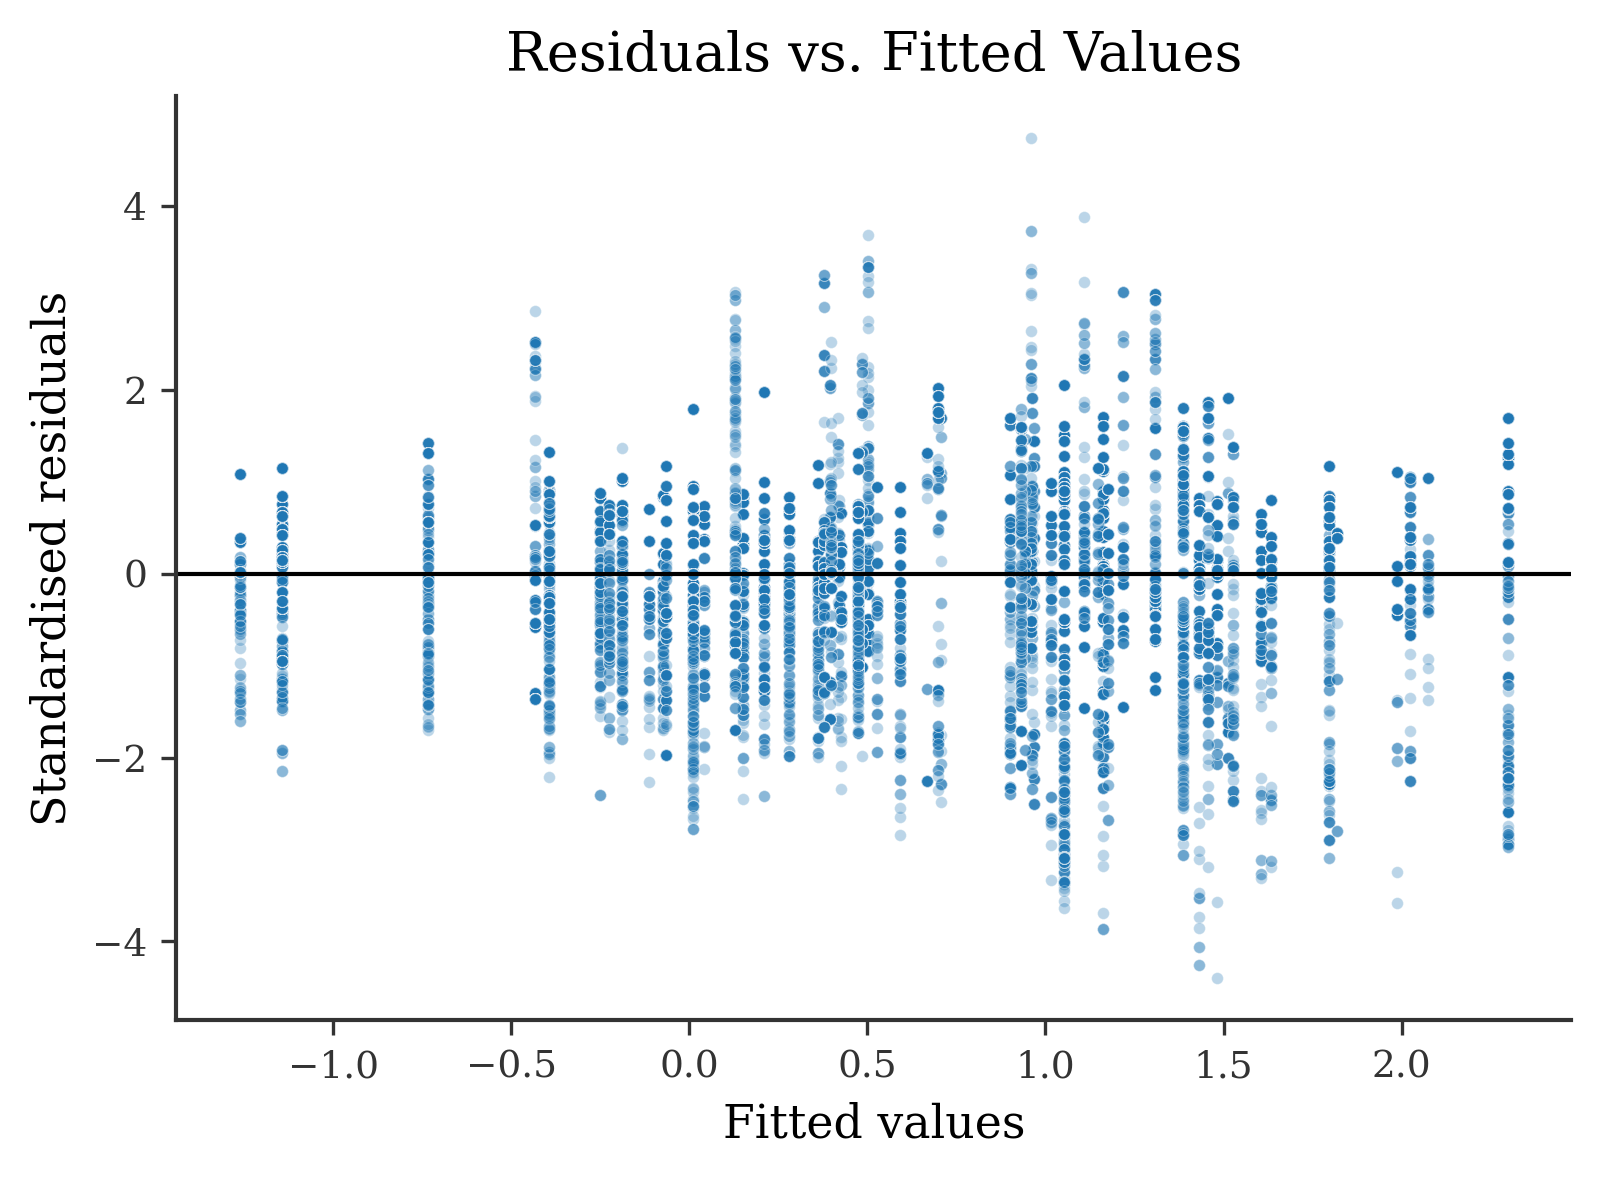 Residuals vs. Fitted Values
Standardised residuals
4
2
0
−2
−4
−1.0 −0.5 0.0 0.5 1.0 1.5 2.0
Fitted values